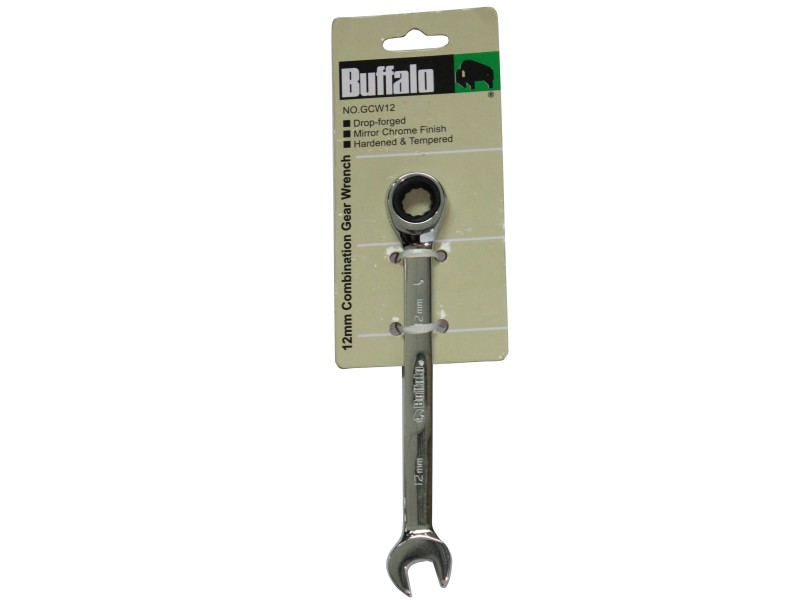 Buffalo
®
NO.GCW12
■ Drop-forged
■ Mirror Chrome Finish
■ Hardened & Tempered
12mm Combination Gear Wrench
12mm
Buffalo
12mm